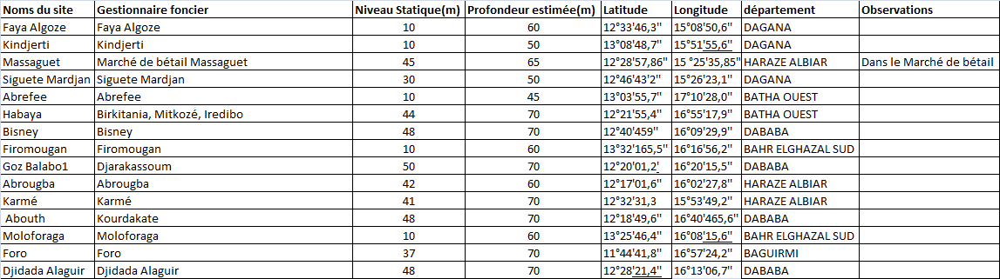 Noms du site Gestionnaire foncier Niveau Statique(m) Profondeur estimée(m) Latitude Longitude département Observations
Faya Algoze Faya Algoze 10 60 12°33'46,3" 15°08'50,6" DAGANA
Kindjerti Kindjerti 10 50 13°08'48,7" 15°51'55,6" DAGANA
Massaguet Marché de bétail Massaguet 45 65 12°28'57,86" 15 °25'35,85" HARAZE ALBIAR Dans le Marché de bétail
Siguete Mardjan Siguete Mardjan 30 50 12°46'43'2" 15°26'23,1" DAGANA
Abrefee Abrefee 10 45 13°03'55,7" 17°10'28,0" BATHA OUEST
Habaya Birkitania, Mitkozé, Iredibo 44 70 12°21'55,4" 16°55'17,9" BATHA OUEST
Bisney Bisney 48 70 12°40'459" 16°09'29,9" DABABA
Firomougan Firomougan 10 60 13°32'165,5" 16°16'56,2" BAHR ELGHAZAL SUD
Goz Balabo1 Djarakassoum 50 70 12°20'01,2' 16°20'15,5" DABABA
Abrougba Abrougba 42 60 12°17'01,6" 16°02'27,8" HARAZE ALBIAR
Karmé Karmé 41 70 12°32'31,3 15°53'49,2" HARAZE ALBIAR
Abouth Kourdakate 48 70 12°18'49,6" 16°40'465,6" DABABA
Moloforaga Moloforaga 10 60 13°25'46,4" 16°08'15,6" BAHR ELGHAZAL SUD
Foro Foro 37 70 11°44'41,8" 16°57'24,2" BAGUIRMI
Djidada Alaguir Djidada Alaguir 48 70 12°28'21,4" 16°13'06,7" DABABA